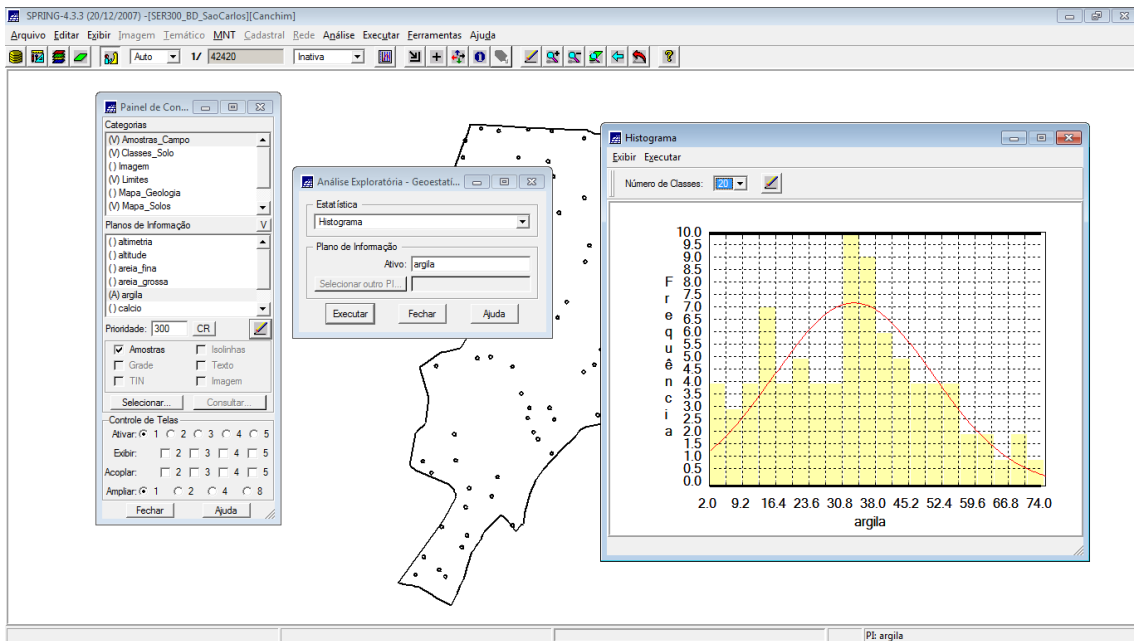 SPRING-4.3.3 (20/12/2007) -[SER300_BD_SaoCarlos][Canchim]
Arquivo Editar Exibir Imagem Temático MNT Cadastral Rede Análise Executar Ferramentas Ajuda
Auto 1/ 42420 Inativa
Painel de Con...
Categorias
(V) Amostras_Campo
(V) Classes_Solo
() Imagem
(V) Limites
() Mapa_Geologia
(V) Mapa_Solos
Planos de Informação V
() altimetria
() altitude
() areia_fina
() areia_grossa
(A) argila
() calcio
Prioridade: 300 CR
Amostras Isolinhas
Grade Texto
TIN Imagem
Selecionar... Consultar...
Controle de Telas
Ativar: 1 2 3 4 5
Exibir: 2 3 4 5
Acoplar: 2 3 4 5
Ampliar: 1 2 4 8
Fechar Ajuda
Análise Exploratória - Geoestatí...
Estatística
Histograma
Plano de Informação
Ativo: argila
Selecionar outro PI...
Executar Fechar Ajuda
Histograma
Exibir Executar
Número de Classes: 20
Frequência
10.0
9.5
9.0
8.5
8.0
7.5
7.0
6.5
6.0
5.5
5.0
4.5
4.0
3.5
3.0
2.5
2.0
1.5
1.0
0.5
0.0
2.0 9.2 16.4 23.6 30.8 38.0 45.2 52.4 59.6 66.8 74.0
argila
PI: argila